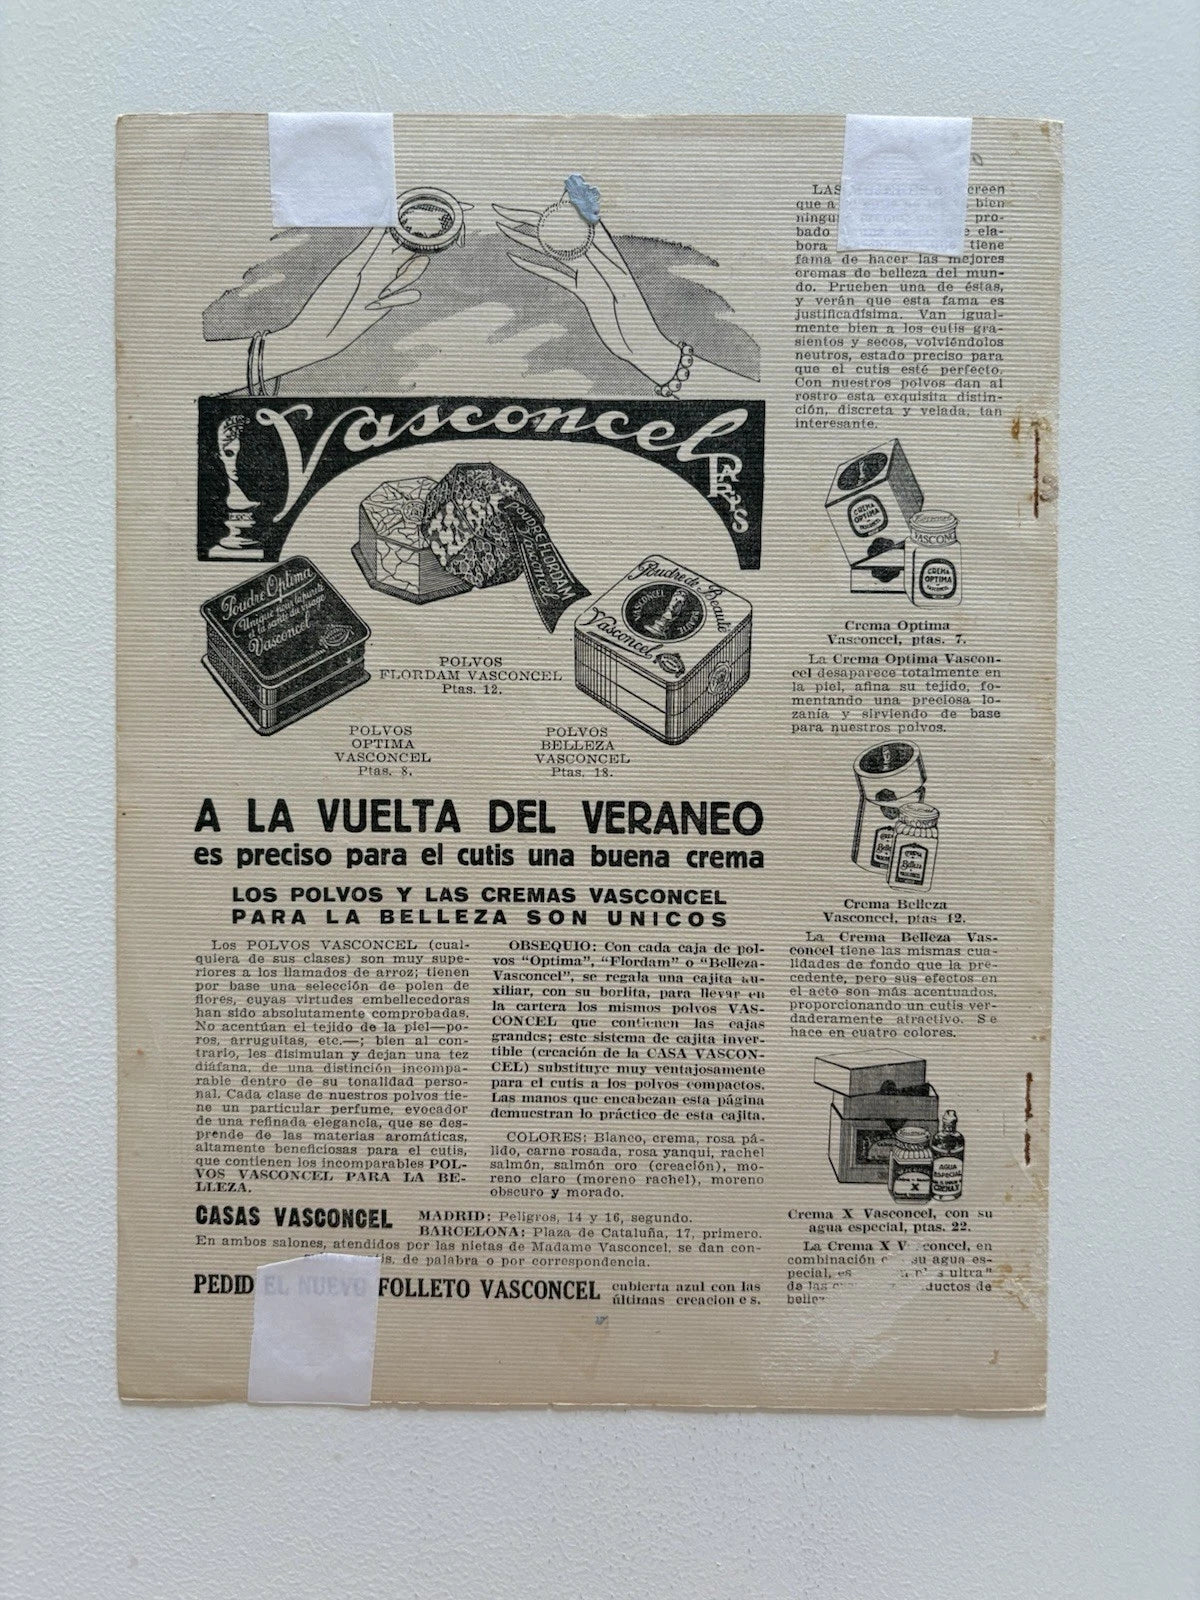 Vasconcel
Poudre Optima
Vasconcel
POUDRE FLORDAM
Vasconcel
Poudre de Beauté
VASCONCEL
Vasconcel
POLVOS
FLORDAM VASCONCEL
Ptas. 12.
POLVOS
OPTIMA
VASCONCEL
Ptas. 8.
POLVOS
BELLEZA
VASCONCEL
Ptas. 18.
A LA VUELTA DEL VERANEO
es preciso para el cutis una buena crema
LOS POLVOS Y LAS CREMAS VASCONCEL
PARA LA BELLEZA SON UNICOS
Los POLVOS VASCONCEL (cual-
quiera de sus clases) son muy supe-
riores a los llamados de arroz; tienen
por base una selección de polen de
flores, cuyas virtudes embellecedoras
han sido absolutamente comprobadas.
No acentúan el tejido de la piel—po-
ros, arruguitas, etc.—; bien al con-
trario, les disimulan y dejan una tez
diáfana, de una distinción incompa-
rable dentro de su tonalidad perso-
nal. Cada clase de nuestros polvos tie-
ne un particular perfume, evocador
de una refinada elegancia, que se des-
prende de las materias aromáticas,
altamente beneficiosas para el cutis,
que contienen los incomparables POL-
VOS VASCONCEL PARA LA BE-
LLEZA.
OBSEQUIO: Con cada caja de pol-
vos "Optima", "Flordam" o "Belleza-
Vasconcel", se regala una cajita au-
xiliar, con su borlita, para llevar en
la cartera los mismos polvos VAS-
CONCEL que contienen las cajas
grandes; este sistema de cajita inver-
tible (creación de la CASA VASCON-
CEL) substituye muy ventajosamente
para el cutis a los polvos compactos.
Las manos que encabezan esta página
demuestran lo práctico de esta cajita.
COLORES: Blanco, crema, rosa pá-
lido, carne rosada, rosa yanqui, rachel
salmón, salmón oro (creación), mo-
reno claro (moreno rachel), moreno
obscuro y morado.
CASAS VASCONCEL
MADRID: Peligros, 14 y 16, segundo.
BARCELONA: Plaza de Cataluña, 17, primero.
En ambos salones, atendidos por las nietas de Madame Vasconcel, se dan con-
de palabra o por correspondencia.
PEDID EL NUEVO FOLLETO VASCONCEL
cubierta azul con las
últimas creaciones.
LAS creen
que a bien
ningu pro-
bado e ela-
bora tiene
fama de hacer las mejores
cremas de belleza del mun-
do. Prueben una de éstas,
y verán que esta fama es
justificadísima. Van igual-
mente bien a los cutis gra-
sientos y secos, volviéndolos
neutros, estado preciso para
que el cutis esté perfecto.
Con nuestros polvos dan al
rostro esta exquisita distin-
ción, discreta y velada, tan
interesante.
CREMA
OPTIMA
CREMA
OPTIMA
Crema Optima
Vasconcel, ptas. 7.
La Crema Optima Vascon-
cel desaparece totalmente en
la piel, afina su tejido, fo-
mentando una preciosa lo-
zanía y sirviendo de base
para nuestros polvos.
Crema Belleza
Vasconcel, ptas 12.
La Crema Belleza Vas-
concel tiene las mismas cua-
lidades de fondo que la pre-
cedente, pero sus efectos en
el acto son más acentuados,
proporcionando un cutis ver-
daderamente atractivo. Se
hace en cuatro colores.
X
AGUA
ESPECIAL
Crema X Vasconcel, con su
agua especial, ptas. 22.
La Crema X V concel, en
combinación su agua es-
pecial, es ultra"
de las ductos de